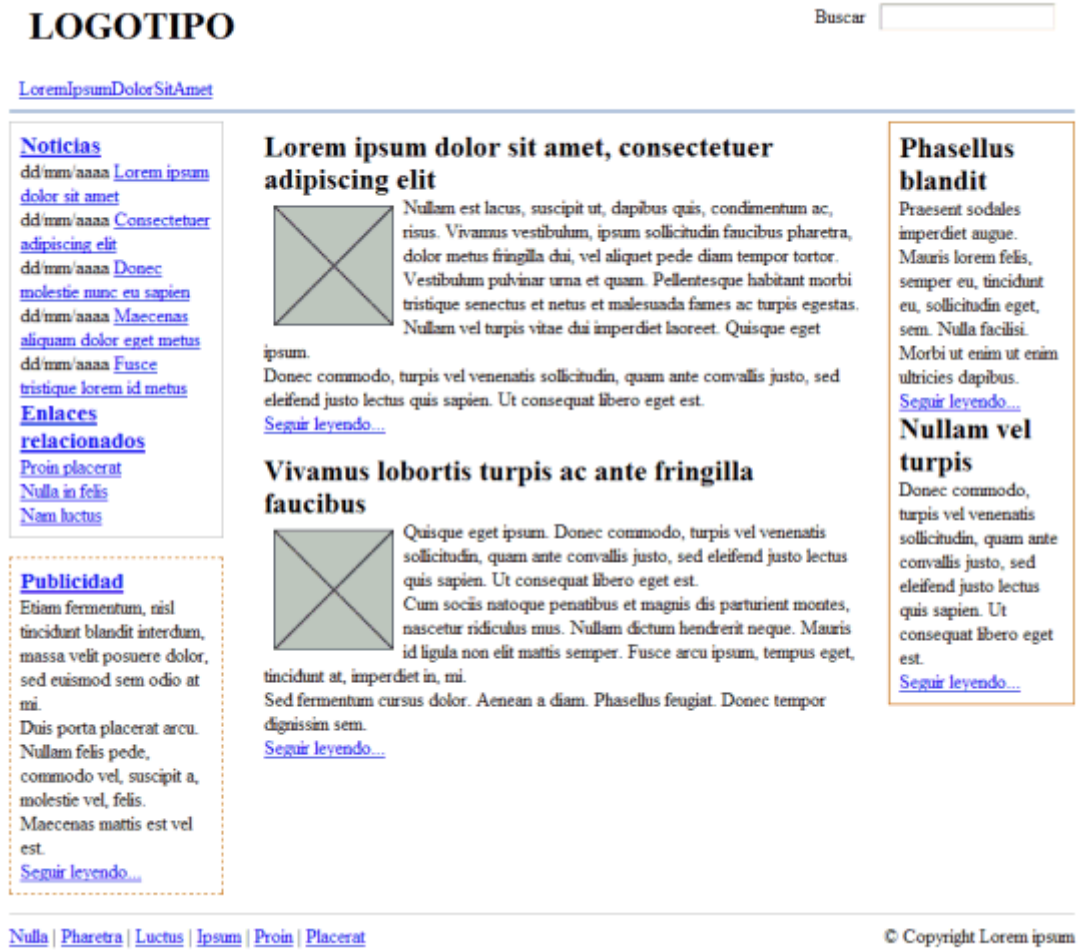 LOGOTIPO
Buscar
LoremIpsumDolorSitAmet
Noticias
dd/mm/aaaa Lorem ipsum
dolor sit amet
dd/mm/aaaa Consectetuer
adipiscing elit
dd/mm/aaaa Donec
molestie nunc eu sapien
dd/mm/aaaa Maecenas
aliquam dolor eget metus
dd/mm/aaaa Fusce
tristique lorem id metus
Enlaces
relacionados
Proin placerat
Nulla in felis
Nam luctus
Publicidad
Etiam fermentum, nisl
tincidunt blandit interdum,
massa velit posuere dolor,
sed euismod sem odio at
mi.
Duis porta placerat arcu.
Nullam felis pede,
commodo vel, suscipit a,
molestie vel, felis.
Maecenas mattis est vel
est.
Seguir leyendo...
Lorem ipsum dolor sit amet, consectetuer
adipiscing elit
Nullam est lacus, suscipit ut, dapibus quis, condimentum ac,
risus. Vivamus vestibulum, ipsum sollicitudin faucibus pharetra,
dolor metus fringilla dui, vel aliquet pede diam tempor tortor.
Vestibulum pulvinar urna et quam. Pellentesque habitant morbi
tristique senectus et netus et malesuada fames ac turpis egestas.
Nullam vel turpis vitae dui imperdiet laoreet. Quisque eget
ipsum.
Donec commodo, turpis vel venenatis sollicitudin, quam ante convallis justo, sed
eleifend justo lectus quis sapien. Ut consequat libero eget est.
Seguir leyendo...
Vivamus lobortis turpis ac ante fringilla
faucibus
Quisque eget ipsum. Donec commodo, turpis vel venenatis
sollicitudin, quam ante convallis justo, sed eleifend justo lectus
quis sapien. Ut consequat libero eget est.
Cum sociis natoque penatibus et magnis dis parturient montes,
nascetur ridiculus mus. Nullam dictum hendrerit neque. Mauris
id ligula non elit mattis semper. Fusce arcu ipsum, tempus eget,
tincidunt at, imperdiet in, mi.
Sed fermentum cursus dolor. Aenean a diam. Phasellus feugiat. Donec tempor
dignissim sem.
Seguir leyendo...
Phasellus
blandit
Praesent sodales
imperdiet augue.
Mauris lorem felis,
semper eu, tincidunt
eu, sollicitudin eget,
sem. Nulla facilisi.
Morbi ut enim ut enim
ultricies dapibus.
Seguir leyendo...
Nullam vel
turpis
Donec commodo,
turpis vel venenatis
sollicitudin, quam ante
convallis justo, sed
eleifend justo lectus
quis sapien. Ut
consequat libero eget
est.
Seguir leyendo...
Nulla | Pharetra | Luctus | Ipsum | Proin | Placerat
© Copyright Lorem ipsum